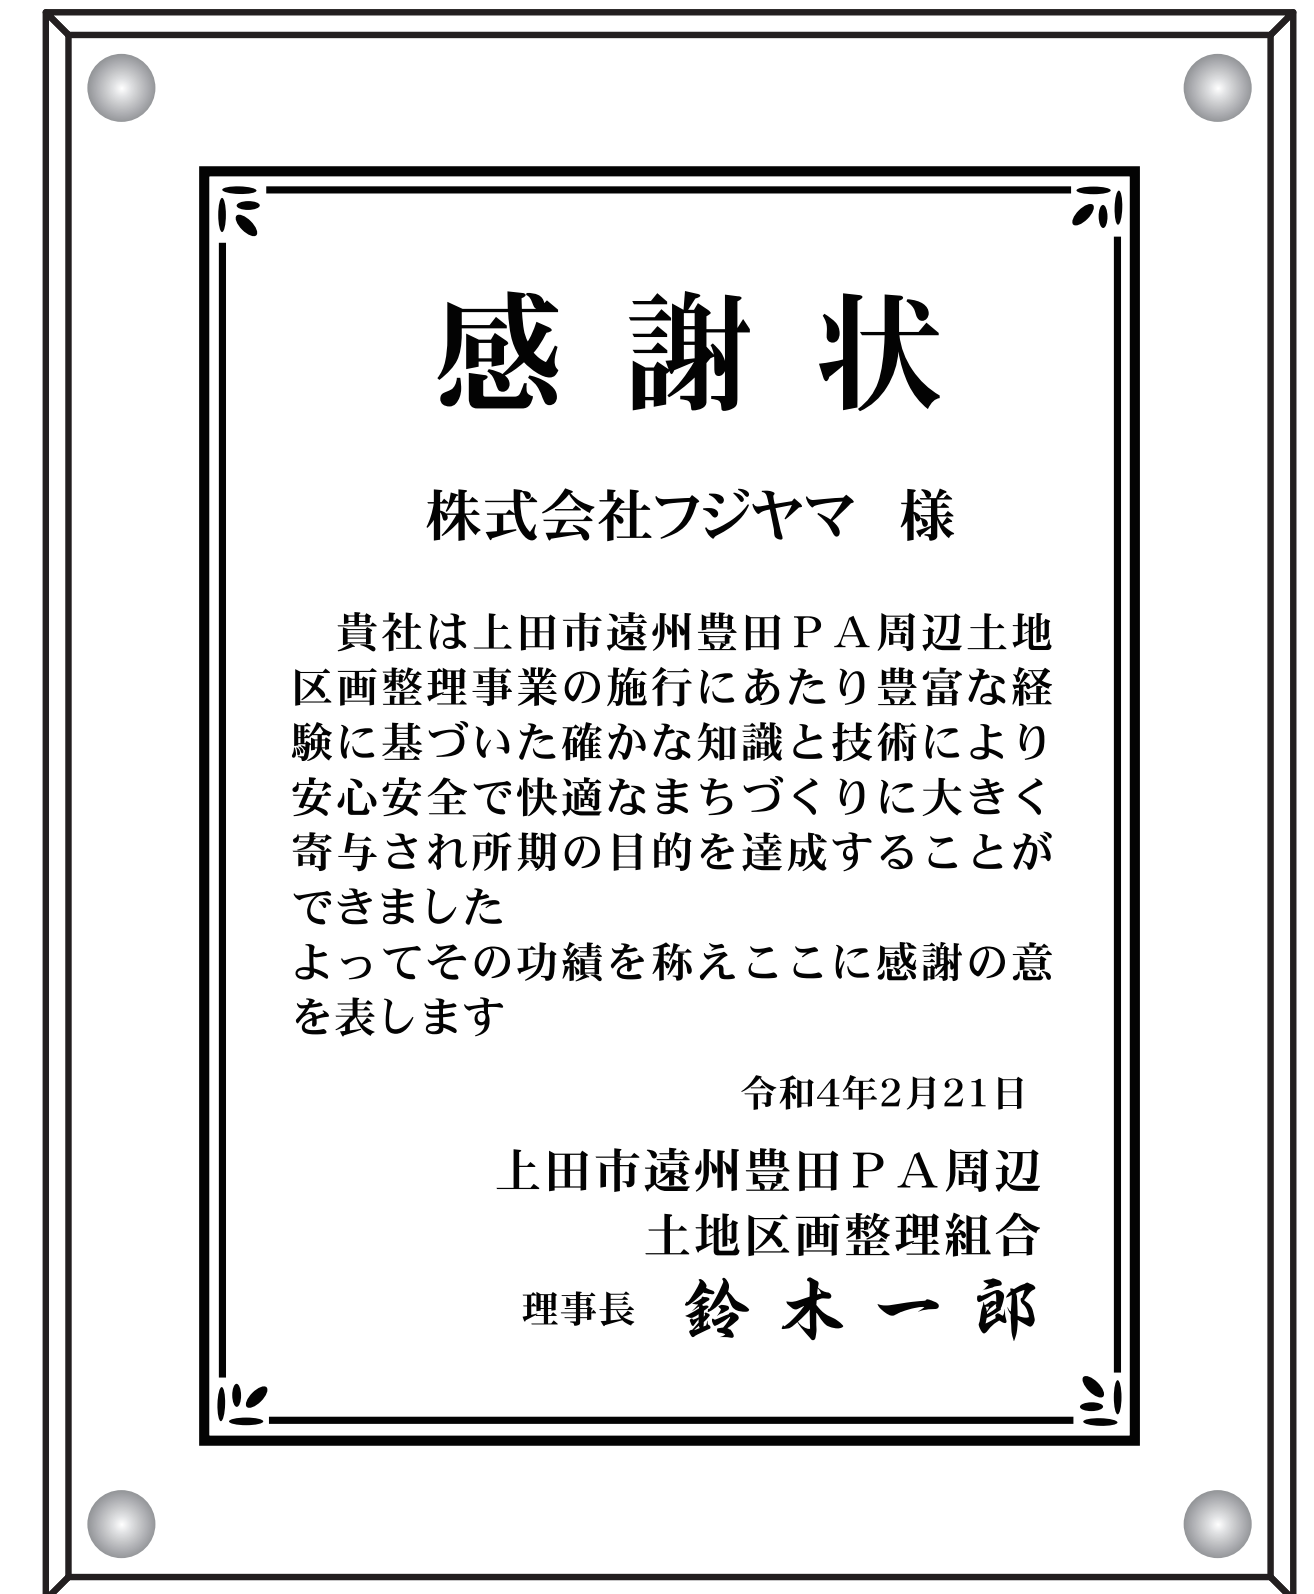 感謝状
株式会社フジヤマ 様
貴社は上田市遠州豊田ＰＡ周辺土地
区画整理事業の施行にあたり豊富な経
験に基づいた確かな知識と技術により
安心安全で快適なまちづくりに大きく
寄与され所期の目的を達成することが
できました
よってその功績を称えここに感謝の意
を表します
令和4年2月21日
上田市遠州豊田ＰＡ周辺
土地区画整理組合
理事長 鈴木一郎